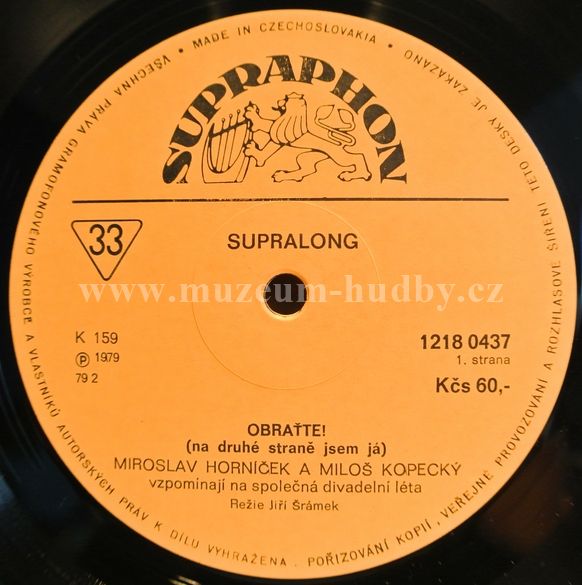 VŠECHNA PRÁVA GRAMOFONOVÉHO VÝROBCE A VLASTNÍKŮ AUTORSKÝCH PRÁV K DÍLU VYHRAŽENA. POŘIZOVÁNÍ KOPIÍ, VEŘEJNÉ PROVOZOVÁNÍ A ROZHLASOVÉ ŠÍŘENÍ TÉTO DESKY JE ZAKÁZÁNO
• MADE IN CZECHOSLOVAKIA •
SUPRAPHON
33
SUPRALONG
www.muzeum-hudby.cz
K 159
1218 0437
Ⓟ 1979
1. strana
79 2
Kčs 60,-
OBRAŤTE!
(na druhé straně jsem já)
MIROSLAV HORNÍČEK A MILOŠ KOPECKÝ
vzpomínají na společná divadelní léta
Režie Jiří Šrámek